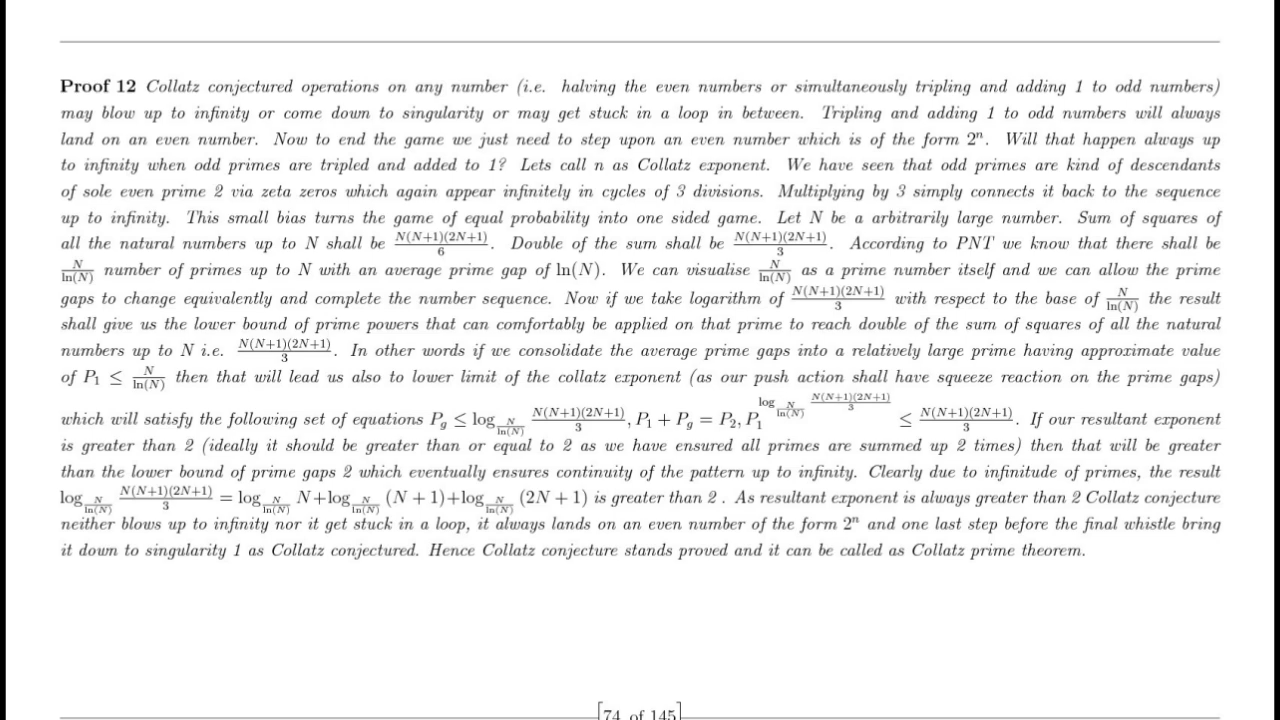 Proof 12 Collatz conjectured operations on any number (i.e. halving the even numbers or simultaneously tripling and adding 1 to odd numbers)
may blow up to infinity or come down to singularity or may get stuck in a loop in between. Tripling and adding 1 to odd numbers will always
land on an even number. Now to end the game we just need to step upon an even number which is of the form 2^n. Will that happen always up
to infinity when odd primes are tripled and added to 1? Lets call n as Collatz exponent. We have seen that odd primes are kind of descendants
of sole even prime 2 via zeta zeros which again appear infinitely in cycles of 3 divisions. Multiplying by 3 simply connects it back to the sequence
up to infinity. This small bias turns the game of equal probability into one sided game. Let N be a arbitrarily large number. Sum of squares of
all the natural numbers up to N shall be \frac{N(N+1)(2N+1)}{6}. Double of the sum shall be \frac{N(N+1)(2N+1)}{3}. According to PNT we know that there shall be
\frac{N}{\ln(N)} number of primes up to N with an average prime gap of ln(N). We can visualise \frac{N}{\ln(N)} as a prime number itself and we can allow the prime
gaps to change equivalently and complete the number sequence. Now if we take logarithm of \frac{N(N+1)(2N+1)}{3} with respect to the base of \frac{N}{\ln(N)} the result
shall give us the lower bound of prime powers that can comfortably be applied on that prime to reach double of the sum of squares of all the natural
numbers up to N i.e. \frac{N(N+1)(2N+1)}{3}. In other words if we consolidate the average prime gaps into a relatively large prime having approximate value
of P_1 ≤ \frac{N}{\ln(N)} then that will lead us also to lower limit of the collatz exponent (as our push action shall have squeeze reaction on the prime gaps)
which will satisfy the following set of equations P_g ≤ \log_{\frac{N}{\ln(N)}} \frac{N(N+1)(2N+1)}{3}, P_1 + P_g = P_2, P_1^{\log_{\frac{N}{\ln(N)}} \frac{N(N+1)(2N+1)}{3}} ≤ \frac{N(N+1)(2N+1)}{3}. If our resultant exponent
is greater than 2 (ideally it should be greater than or equal to 2 as we have ensured all primes are summed up 2 times) then that will be greater
than the lower bound of prime gaps 2 which eventually ensures continuity of the pattern up to infinity. Clearly due to infinitude of primes, the result
\log_{\frac{N}{\ln(N)}} \frac{N(N+1)(2N+1)}{3} = \log_{\frac{N}{\ln(N)}} N + \log_{\frac{N}{\ln(N)}} (N + 1) + \log_{\frac{N}{\ln(N)}} (2N + 1) is greater than 2 . As resultant exponent is always greater than 2 Collatz conjecture
neither blows up to infinity nor it get stuck in a loop, it always lands on an even number of the form 2^n and one last step before the final whistle bring
it down to singularity 1 as Collatz conjectured. Hence Collatz conjecture stands proved and it can be called as Collatz prime theorem.
74 of 145